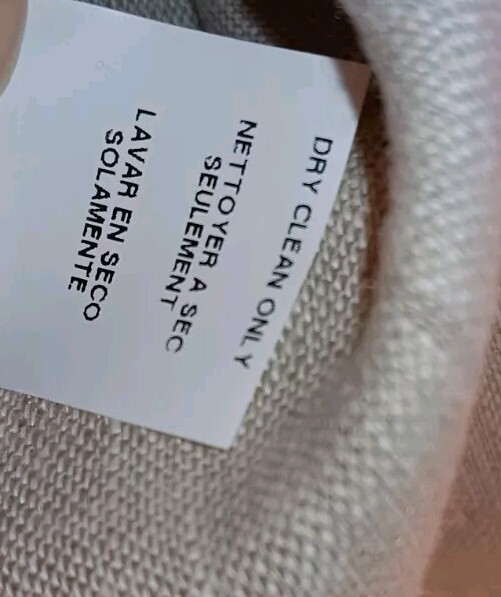 DRY CLEAN ONLY
NETTOYER A SEC
SEULEMENT
LAVAR EN SECO
SOLAMENTE